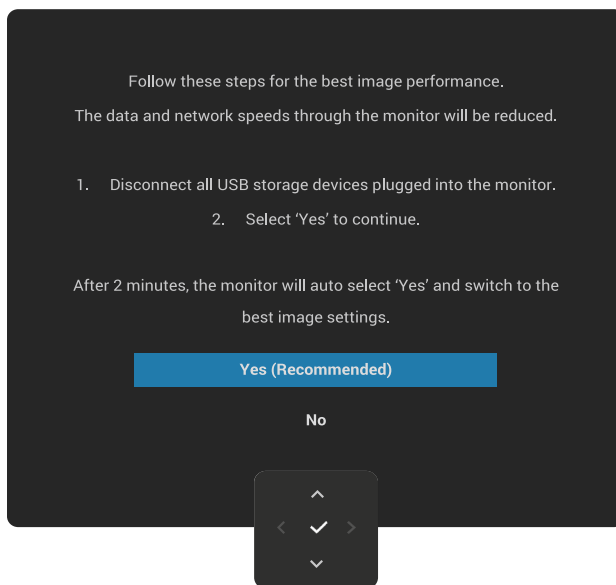 Follow these steps for the best image performance.
The data and network speeds through the monitor will be reduced.
1. Disconnect all USB storage devices plugged into the monitor.
2. Select ‘Yes’ to continue.
After 2 minutes, the monitor will auto select ‘Yes’ and switch to the
best image settings.
Yes (Recommended)
No